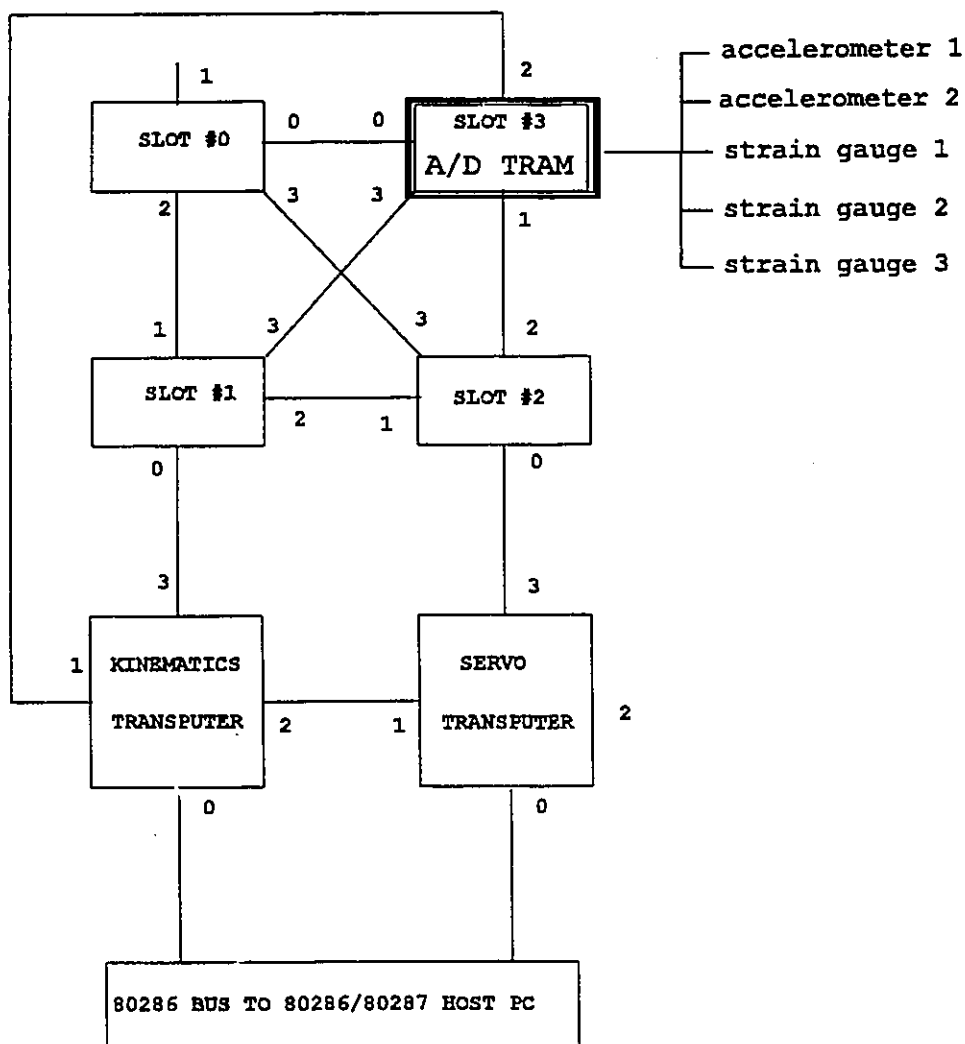 accelerometer 1
1
2
accelerometer 2
SLOT #0
0
0
SLOT #3
A/D TRAM
strain gauge 1
2
3
3
1
strain gauge 2
strain gauge 3
1
3
3
2
SLOT #1
2
1
SLOT #2
0
0
3
3
1
KINEMATICS
TRANSPUTER
2
1
SERVO
TRANSPUTER
2
0
0
80286 BUS TO 80286/80287 HOST PC